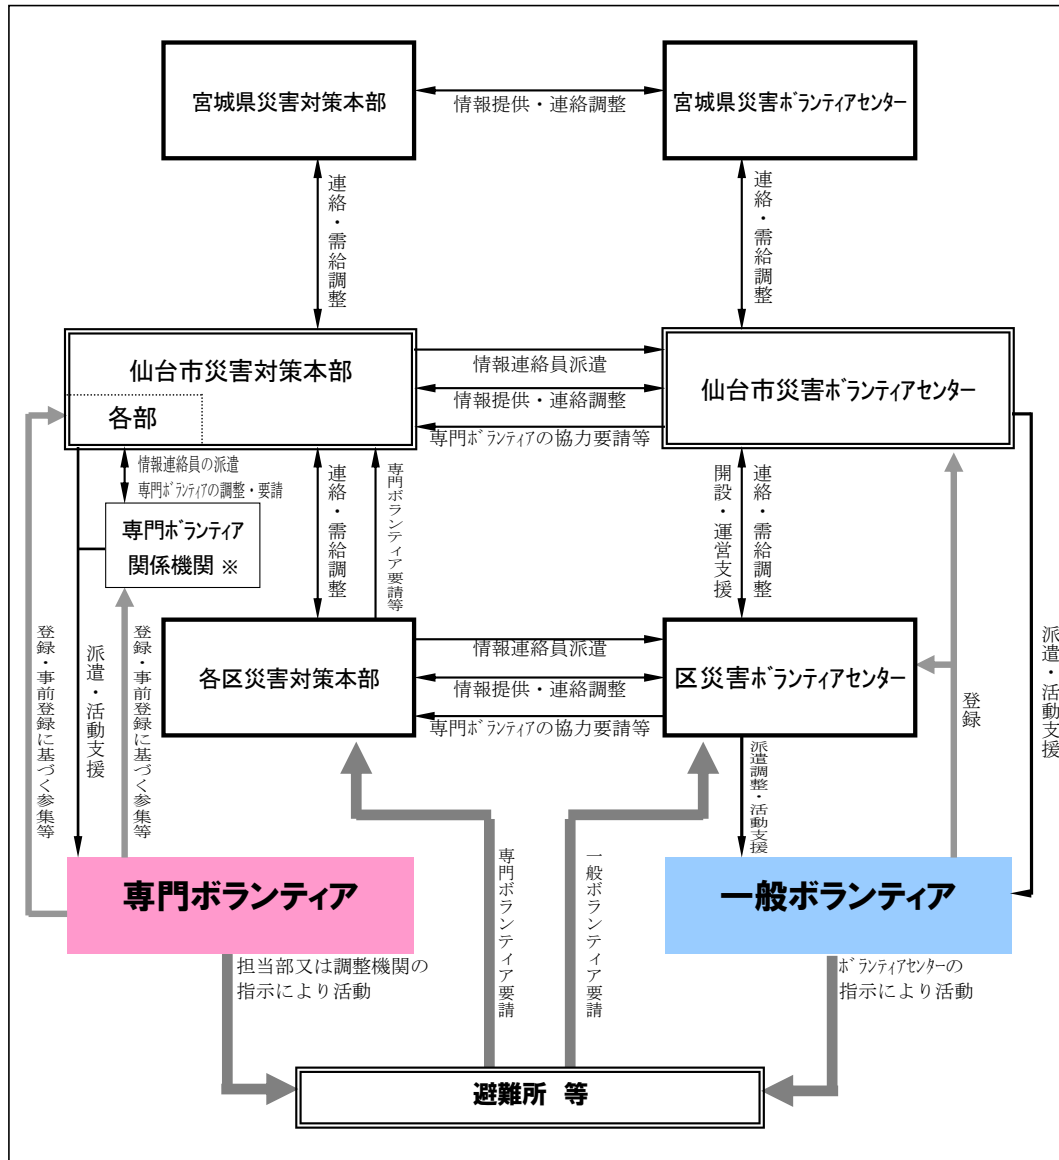 宮城県災害対策本部
情報提供・連絡調整
宮城県災害ﾎﾞﾗﾝﾃｨｱｾﾝﾀｰ
連絡・需給調整
連絡・需給調整
仙台市災害対策本部
各部
情報連絡員派遣
情報提供・連絡調整
専門ﾎﾞﾗﾝﾃｨｱの協力要請等
仙台市災害ﾎﾞﾗﾝﾃｨｱｾﾝﾀｰ
情報連絡員の派遣
専門ﾎﾞﾗﾝﾃｨｱの調整・要請
専門ﾎﾞﾗﾝﾃｨｱ
関係機関 ※
連絡・需給調整
専門ボランティア要請等
開設・運営支援
連絡・需給調整
各区災害対策本部
情報連絡員派遣
情報提供・連絡調整
専門ﾎﾞﾗﾝﾃｨｱの協力要請等
区災害ﾎﾞﾗﾝﾃｨｱｾﾝﾀｰ
登録・事前登録に基づく参集等
派遣・活動支援
登録・事前登録に基づく参集等
派遣調整・活動支援
登録
派遣・活動支援
専門ボランティア
一般ボランティア
担当部又は調整機関の
指示により活動
専門ボランティア要請
一般ボランティア要請
ﾎﾞﾗﾝﾃｨｱｾﾝﾀｰの
指示により活動
避難所 等